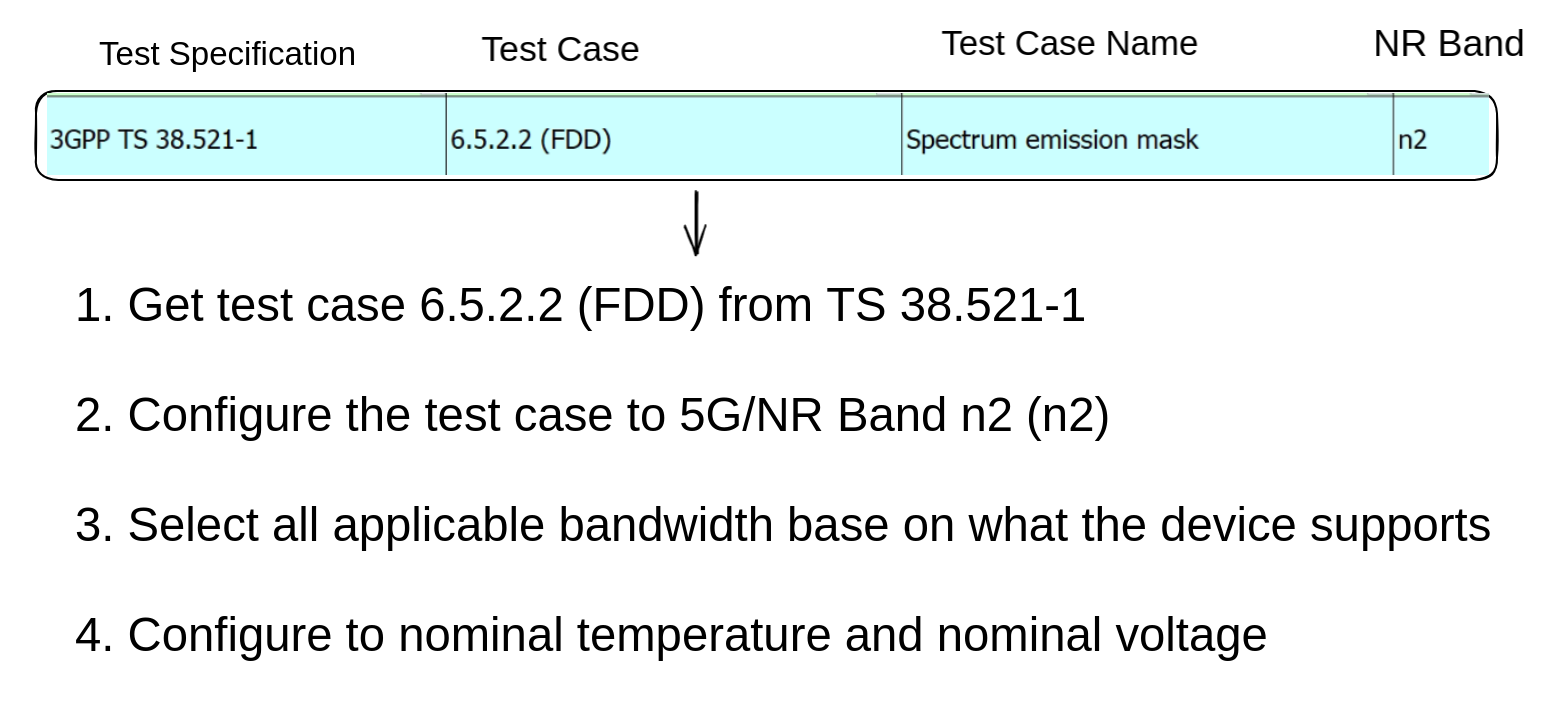 Test Specification Test Case Test Case Name NR Band
3GPP TS 38.521-1 6.5.2.2 (FDD) Spectrum emission mask n2
1. Get test case 6.5.2.2 (FDD) from TS 38.521-1
2. Configure the test case to 5G/NR Band n2 (n2)
3. Select all applicable bandwidth base on what the device supports
4. Configure to nominal temperature and nominal voltage